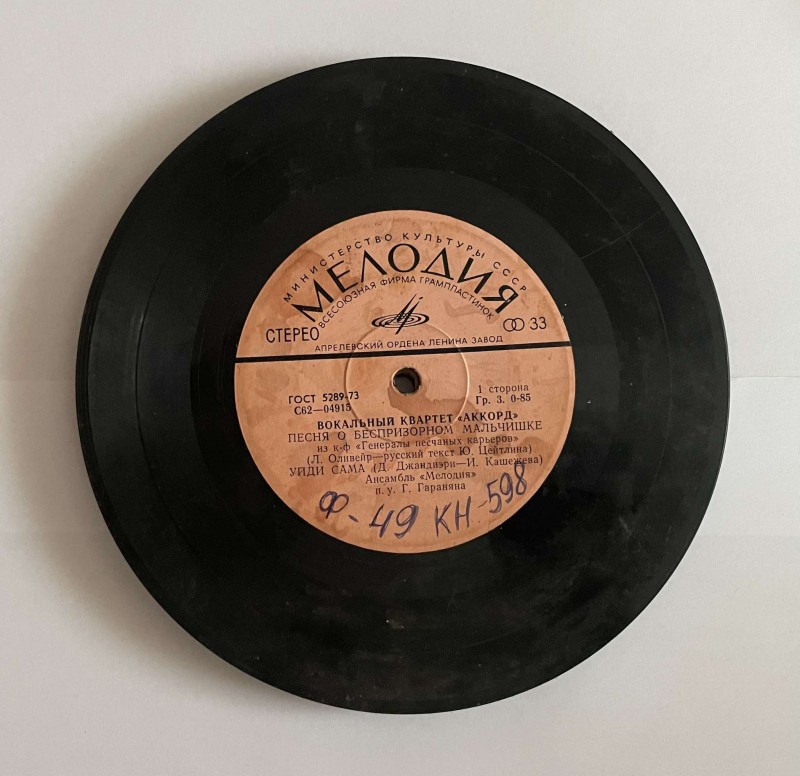 МИНИСТЕРСТВО КУЛЬТУРЫ СССР
МЕЛОДИЯ
ВСЕСОЮЗНАЯ ФИРМА ГРАМПЛАСТИНОК
СТЕРЕО
33
АПРЕЛЕВСКИЙ ОРДЕНА ЛЕНИНА ЗАВОД
ГОСТ 5289-73
С62—04915
1 сторона
Гр. 3. 0-85
ВОКАЛЬНЫЙ КВАРТЕТ «АККОРД»
ПЕСНЯ О БЕСПРИЗОРНОМ МАЛЬЧИШКЕ
из к-ф «Генералы песчаных карьеров»
(Л. Оливейр—русский текст Ю. Цейтлина)
УЙДИ САМА (Д. Джандиэри—И. Кашежева)
Ансамбль «Мелодия»
п. у. Г. Гараняна
Ф-49 КН-598